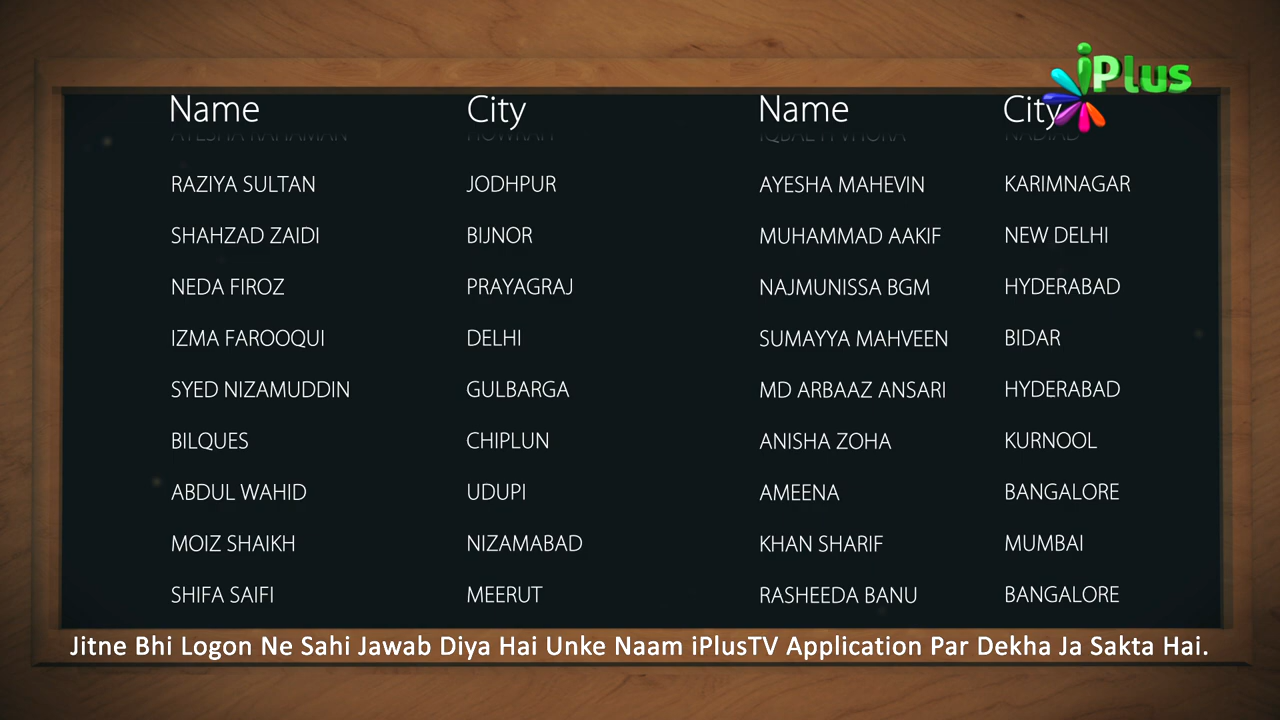 iPlus
Name City Name City
RAZIYA SULTAN JODHPUR AYESHA MAHEVIN KARIMNAGAR
SHAHZAD ZAIDI BIJNOR MUHAMMAD AAKIF NEW DELHI
NEDA FIROZ PRAYAGRAJ NAJMUNISSA BGM HYDERABAD
IZMA FAROOQUI DELHI SUMAYYA MAHVEEN BIDAR
SYED NIZAMUDDIN GULBARGA MD ARBAAZ ANSARI HYDERABAD
BILQUES CHIPLUN ANISHA ZOHA KURNOOL
ABDUL WAHID UDUPI AMEENA BANGALORE
MOIZ SHAIKH NIZAMABAD KHAN SHARIF MUMBAI
SHIFA SAIFI MEERUT RASHEEDA BANU BANGALORE
Jitne Bhi Logon Ne Sahi Jawab Diya Hai Unke Naam iPlusTV Application Par Dekha Ja Sakta Hai.